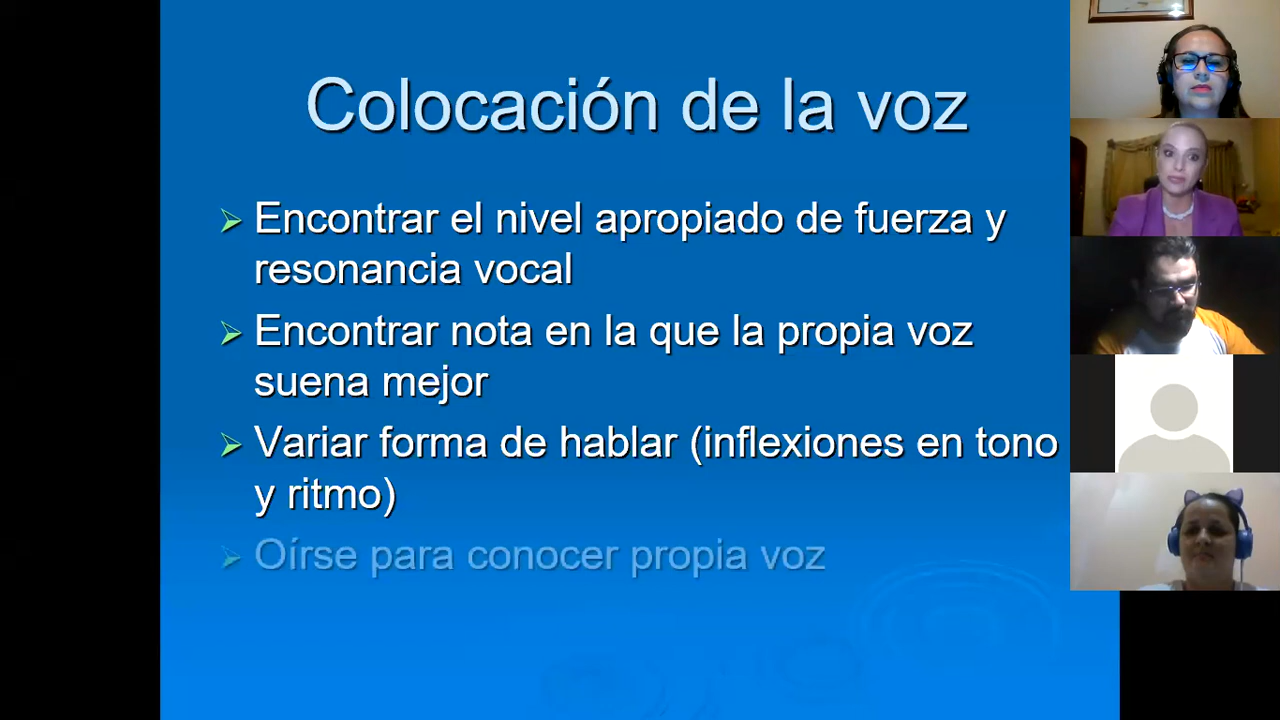 Colocación de la voz
Encontrar el nivel apropiado de fuerza y
resonancia vocal
Encontrar nota en la que la propia voz
suena mejor
Variar forma de hablar (inflexiones en tono
y ritmo)
Oírse para conocer propia voz